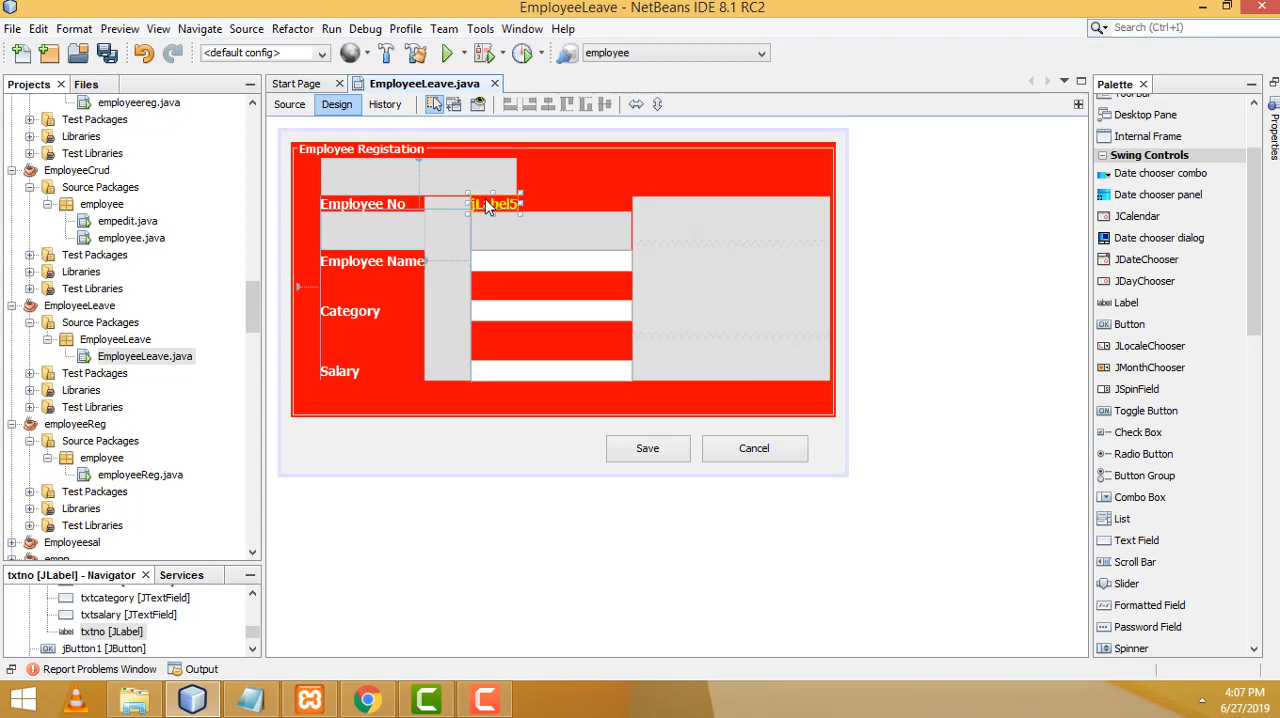 EmployeeLeave - NetBeans IDE 8.1 RC2
File Edit Format Preview View Navigate Source Refactor Run Debug Profile Team Tools Window Help
Search (Ctrl+I)
<default config>
employee
Projects Files
Start Page EmployeeLeave.java
Palette
Source Design History
Properties
employeereg.java
Test Packages
Libraries
Test Libraries
EmployeeCrud
Source Packages
employee
empedit.java
employee.java
Test Packages
Libraries
Test Libraries
EmployeeLeave
Source Packages
EmployeeLeave
EmployeeLeave.java
Test Packages
Libraries
Test Libraries
employeeReg
Source Packages
employee
employeeReg.java
Test Packages
Libraries
Test Libraries
Employeesal
Employee Registation
Employee No
jLabel5
Employee Name
Category
Salary
Save Cancel
Desktop Pane
Internal Frame
Swing Controls
Date chooser combo
Date chooser panel
JCalendar
Date chooser dialog
JDateChooser
JDayChooser
Label
Button
JLocaleChooser
JMonthChooser
JSpinField
Toggle Button
Check Box
Radio Button
Button Group
Combo Box
List
Text Field
Scroll Bar
Slider
Formatted Field
Password Field
Spinner
txtno [JLabel] - Navigator Services
txtcategory [JTextField]
txtsalary [JTextField]
label txtno [JLabel]
OK jButton1 [JButton]
Report Problems Window Output
4:07 PM
6/27/2019